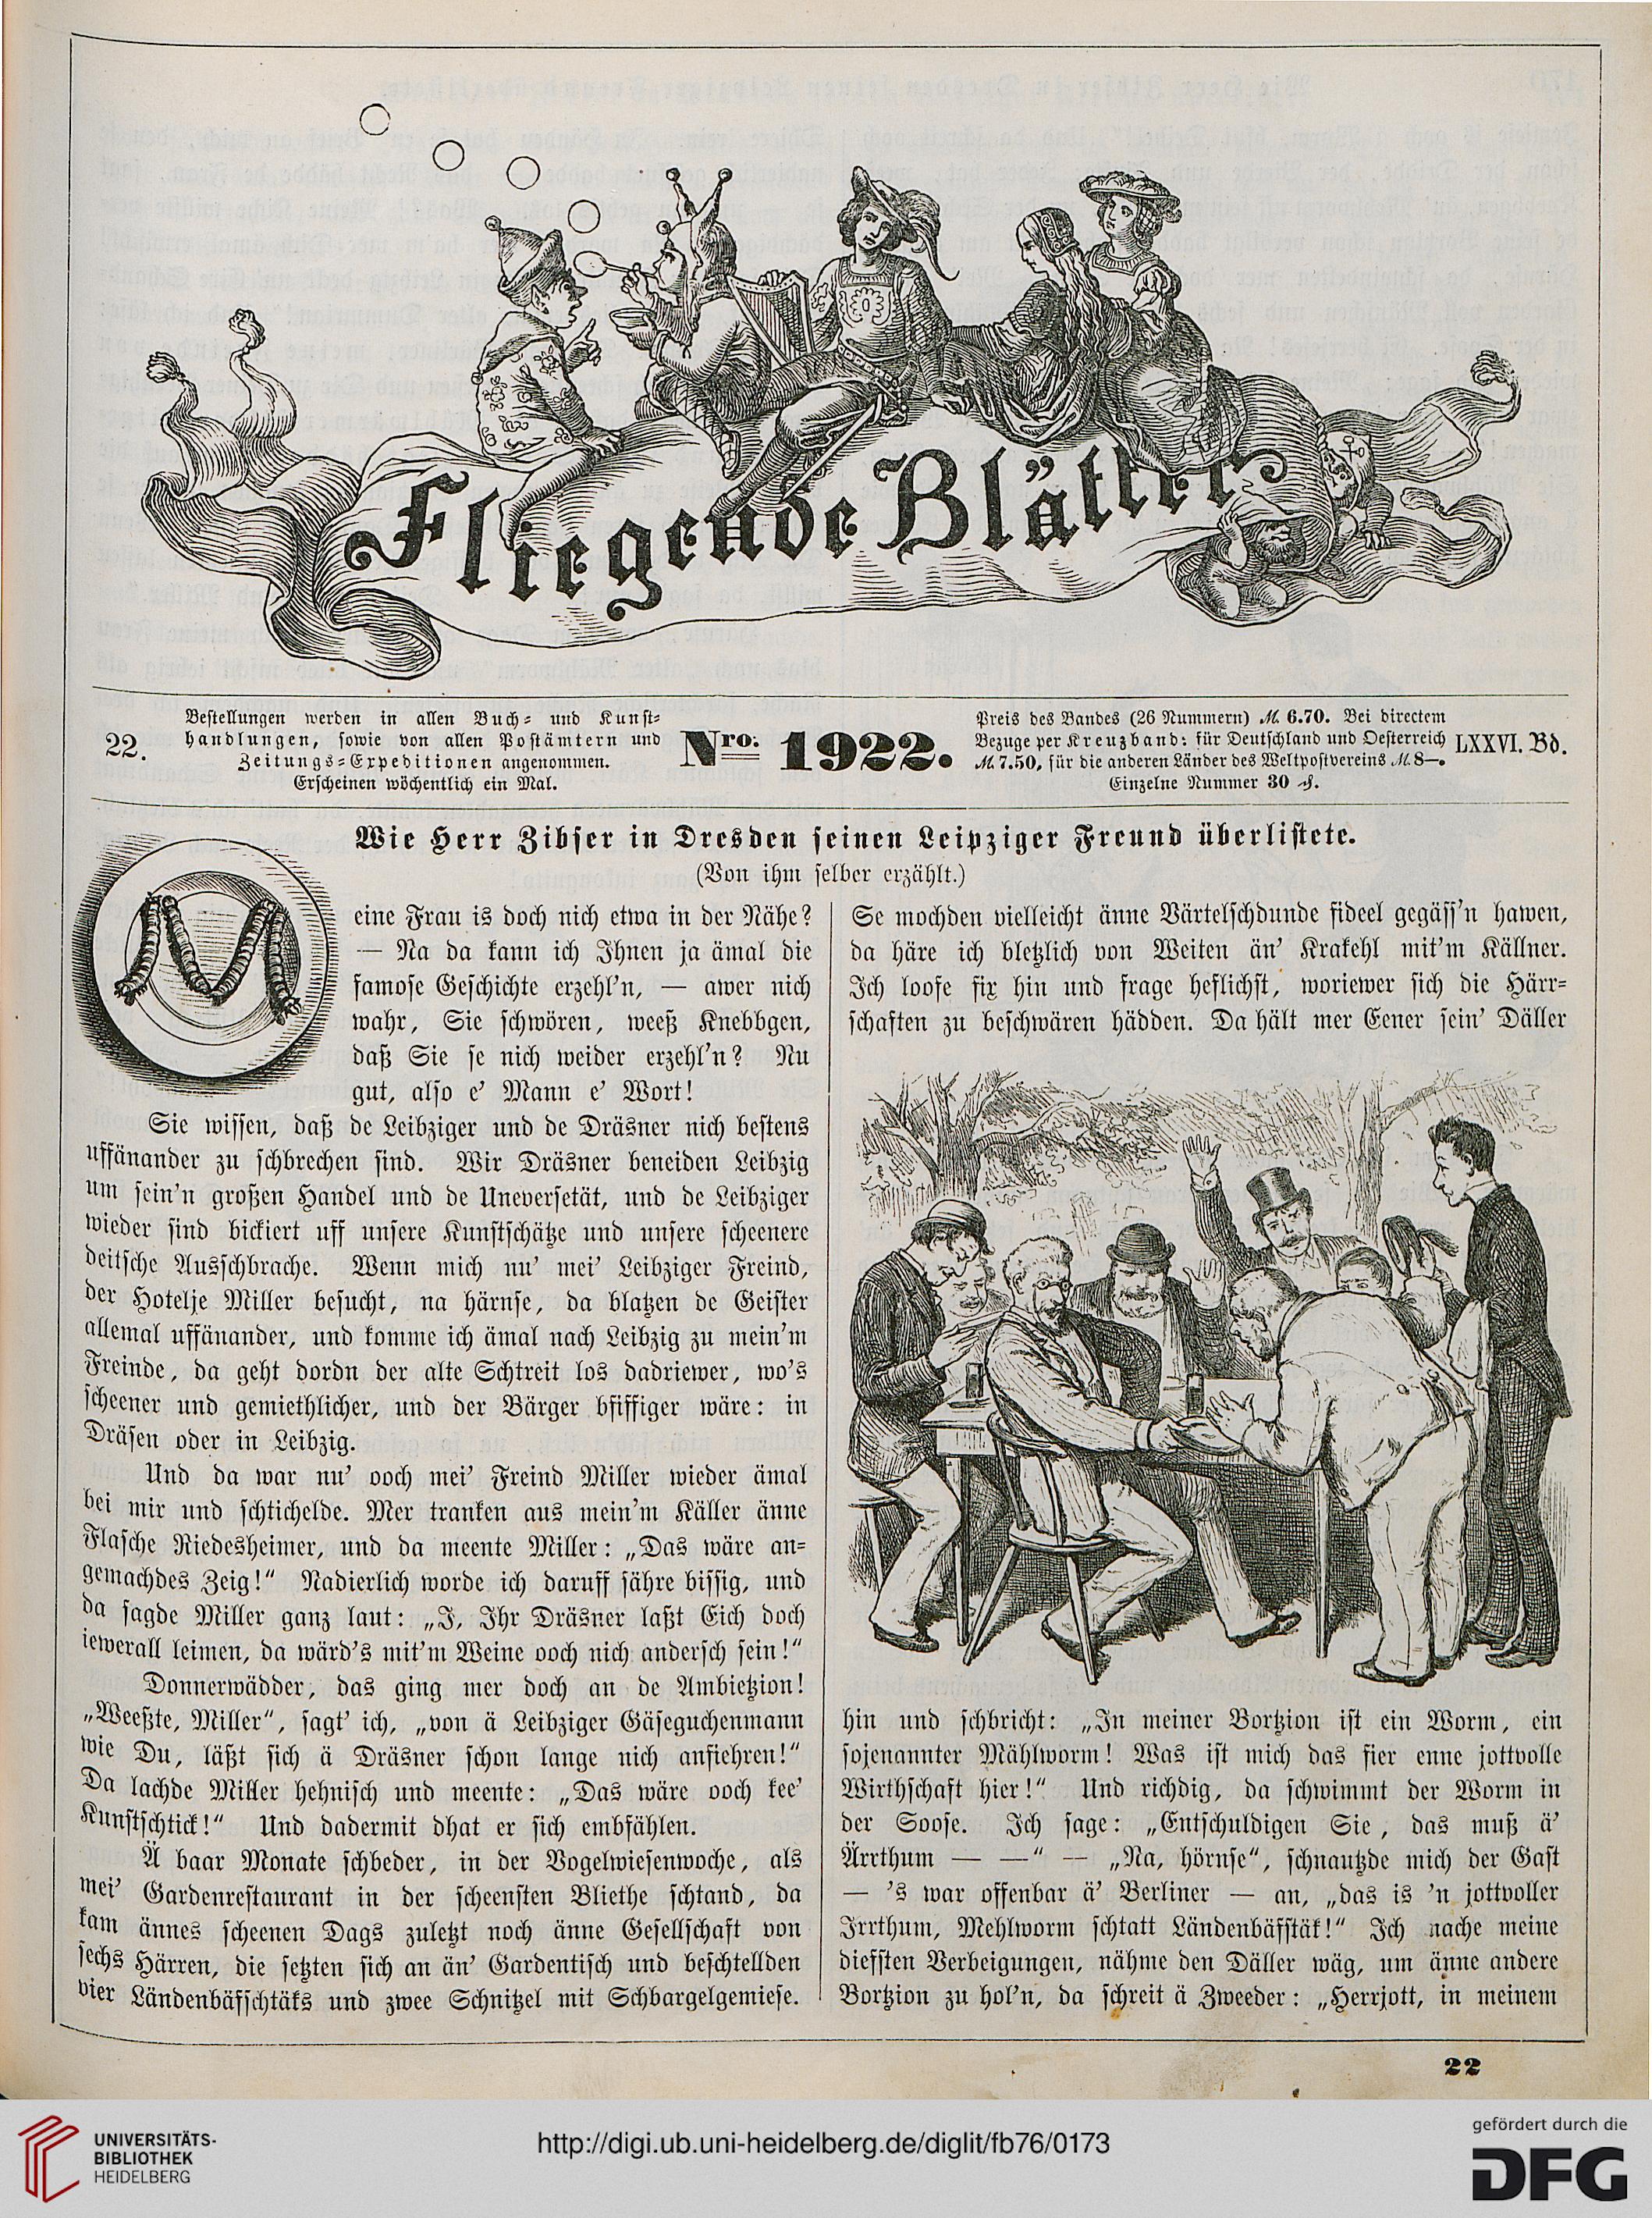 Fliegende Blätter
22.
Bestellungen werden in allen Buch- und Kunst-
handlungen, sowie von allen Postämtern und
Zeitungs-Expeditionen angenommen.
Erscheinen wöchentlich ein Mal.
Nro. 1922.
Preis des Bandes (26 Nummern) ℳ 6.70. Bei directem
Bezuge per Kreuzband: für Deutschland und Oesterreich
ℳ 7.50, für die anderen Länder des Weltpostvereins ℳ 8—.
Einzelne Nummer 30 ₰.
LXXVI. Bd.
Wie Herr Zibser in Dresden seinen Leipziger Freund überlistete.
(Von ihm selber erzählt.)
Meine Frau is doch nich etwa in der Nähe?
— Na da kann ich Ihnen ja ämal die
famose Geschichte erzehl'n, — awer nich
wahr, Sie schwören, weeß Knebbgen,
daß Sie se nich weider erzehl'n? Nu
gut, also e' Mann e' Wort!
Sie wissen, daß de Leibziger und de Dräsner nich bestens
uffänander zu schbrechen sind. Wir Dräsner beneiden Leibzig
um sein'n großen Handel und de Uneversetät, und de Leibziger
wieder sind bickiert uff unsere Kunstschätze und unsere scheenere
deitsche Ausschbrache. Wenn mich nu' mei' Leibziger Freind,
der Hotelje Miller besucht, na härnse, da blatzen de Geister
allemal uffänander, und komme ich ämal nach Leibzig zu mein'm
Freinde, da geht dordn der alte Schtreit los dadriewer, wo's
scheener und gemiethlicher, und der Bärger bfiffiger wäre: in
Dräsen oder in Leibzig.
Und da war nu' ooch mei' Freind Miller wieder ämal
bei mir und schtichelde. Mer tranken aus mein'm Käller änne
Flasche Riedesheimer, und da meente Miller: „Das wäre an-
gemachdes Zeig!“ Nadierlich worde ich daruff sähre bissig, und
da sagde Miller ganz laut: „J, Ihr Dräsner laßt Eich doch
iewerall leimen, da wärd's mit'm Weine ooch nich andersch sein!“
Donnerwädder, das ging mer doch an de Ambietzion!
„Weeßte, Miller“, sagt' ich, „von ä Leibziger Gäseguchenmann
wie Du, läßt sich ä Dräsner schon lange nich anfiehren!“
Da lachde Miller hehnisch und meente: „Das wäre ooch kee'
Kunstschtick!“ Und dadermit dhat er sich embfählen.
Ä baar Monate schbeder, in der Vogelwiesenwoche, als
mei' Gardenrestaurant in der scheensten Bliethe schtand, da
kam ännes scheenen Dags zuletzt noch änne Gesellschaft von
sechs Härren, die setzten sich an än' Gardentisch und beschtellden
vier Ländenbäfschtäks und zwee Schnitzel mit Schbargelgemiese.
Se mochden vielleicht änne Värtelschdunde fideel gegäss'n hawen,
da häre ich bletzlich von Weiten än' Krakehl mit'm Källner.
Ich loofe fix hin und frage heflichst, woriewer sich die Härr-
schaften zu beschwären hädden. Da hält mer Eener sein' Däller
hin und schbricht: „In meiner Bortzion ist ein Worm, ein
sojenannter Mählworm! Was ist mich das fier enne jottvolle
Wirthschaft hier!“ Und richdig, da schwimmt der Worm in
der Soose. Ich sage: „Entschuldigen Sie, das muß ä'
Ärrthum — —“ — „Na, hörnse“, schnautzde mich der Gast
— 's war offenbar ä' Berliner — an, „das is 'n jottvoller
Irrthum, Mehlworm schtatt Ländenbäfstäk!“ Ich mache meine
diefsten Verbeigungen, nähme den Däller wäg, um änne andere
Bortzion zu hol'n, da schreit ä Zweeder: „Herrjott, in meinem
22
UNIVERSITÄTS-
BIBLIOTHEK
HEIDELBERG
http://digi.ub.uni-heidelberg.de/diglit/fb76/0173
gefördert durch die
DFG